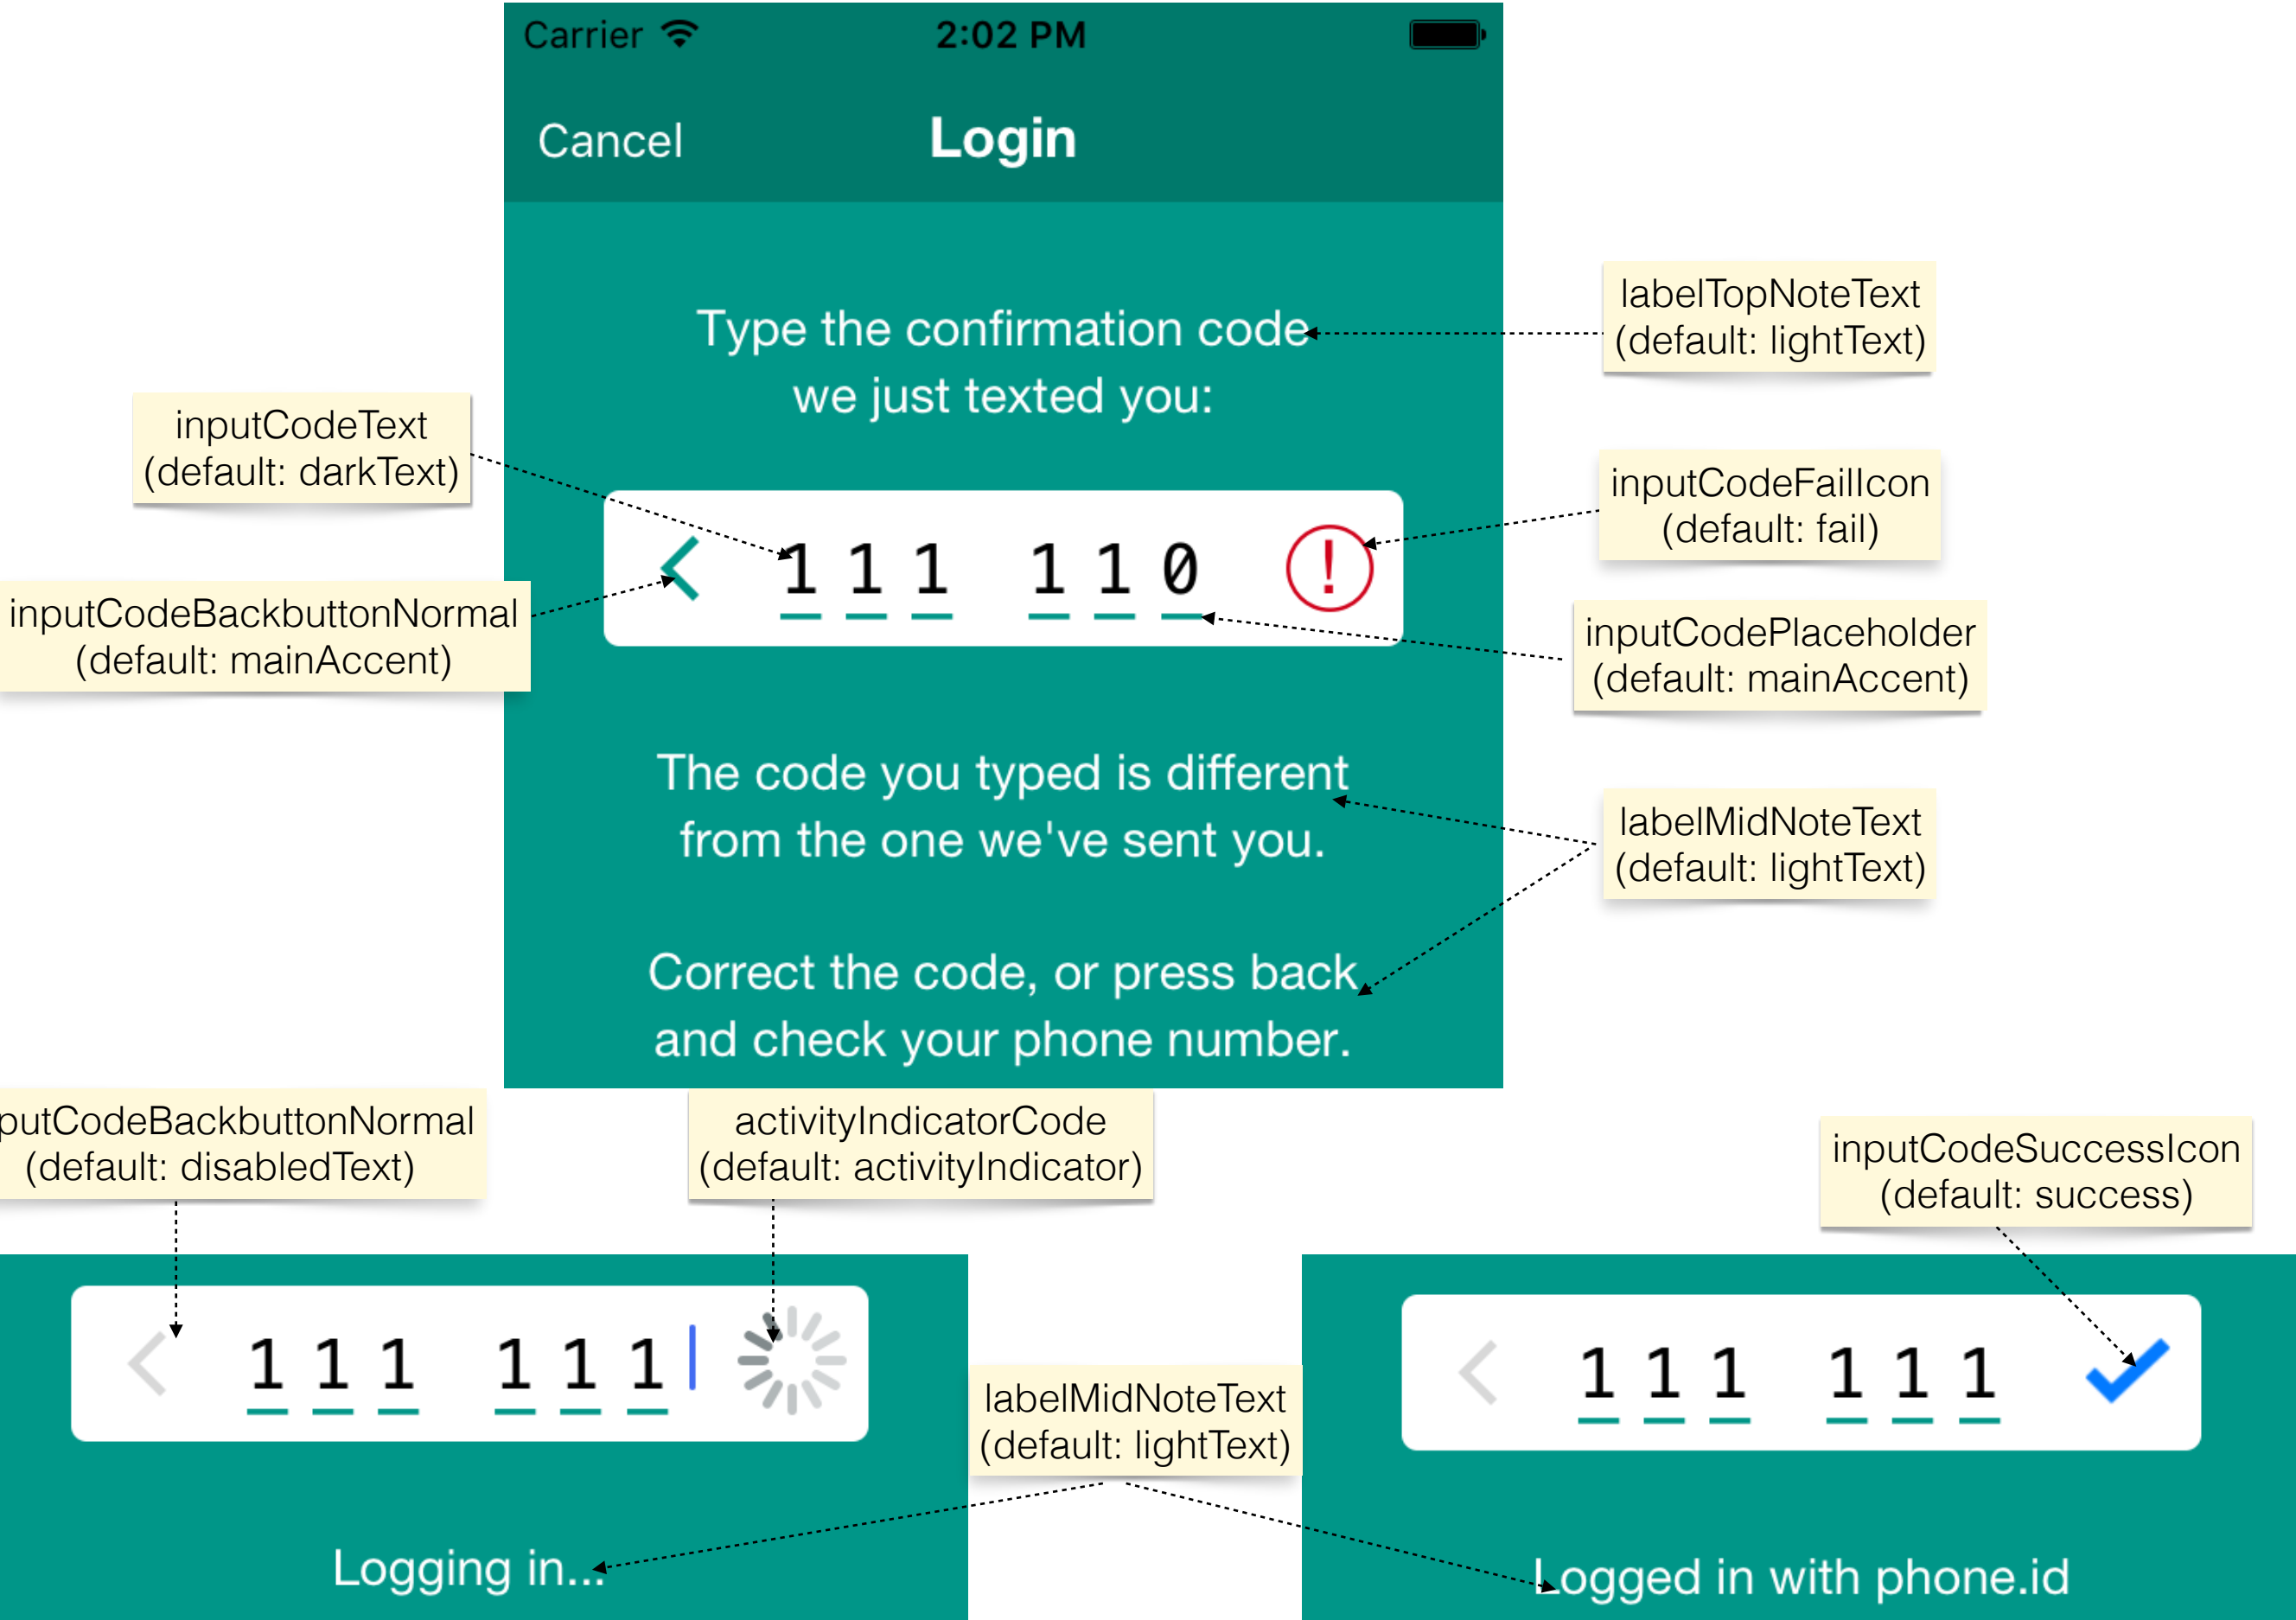 Carrier 2:02 PM
Cancel Login
labelTopNoteText
(default: lightText)
Type the confirmation code
we just texted you:
inputCodeText
(default: darkText)
inputCodeFailIcon
(default: fail)
1 1 1 1 1 0 !
inputCodeBackbuttonNormal
(default: mainAccent)
inputCodePlaceholder
(default: mainAccent)
The code you typed is different
from the one we've sent you.
labelMidNoteText
(default: lightText)
Correct the code, or press back
and check your phone number.
putCodeBackbuttonNormal
(default: disabledText)
activityIndicatorCode
(default: activityIndicator)
inputCodeSuccessIcon
(default: success)
1 1 1 1 1 1
1 1 1 1 1 1
labelMidNoteText
(default: lightText)
Logging in...
Logged in with phone.id